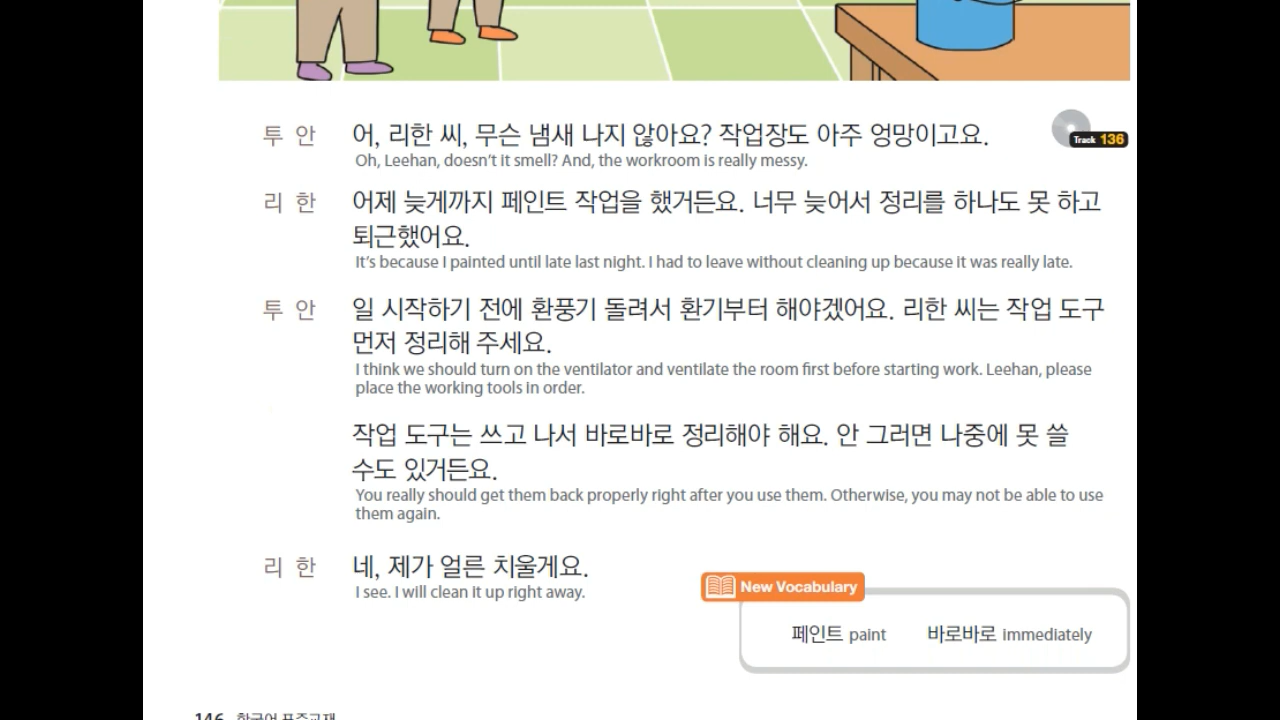 투 안 어, 리한 씨, 무슨 냄새 나지 않아요? 작업장도 아주 엉망이고요.
Track 136
Oh, Leehan, doesn't it smell? And, the workroom is really messy.
리 한 어제 늦게까지 페인트 작업을 했거든요. 너무 늦어서 정리를 하나도 못 하고
퇴근했어요.
It's because I painted until late last night. I had to leave without cleaning up because it was really late.
투 안 일 시작하기 전에 환풍기 돌려서 환기부터 해야겠어요. 리한 씨는 작업 도구
먼저 정리해 주세요.
I think we should turn on the ventilator and ventilate the room first before starting work. Leehan, please
place the working tools in order.
작업 도구는 쓰고 나서 바로바로 정리해야 해요. 안 그러면 나중에 못 쓸
수도 있거든요.
You really should get them back properly right after you use them. Otherwise, you may not be able to use
them again.
리 한 네, 제가 얼른 치울게요.
I see. I will clean it up right away.
New Vocabulary
페인트 paint 바로바로 immediately
146 한국어 표준교재